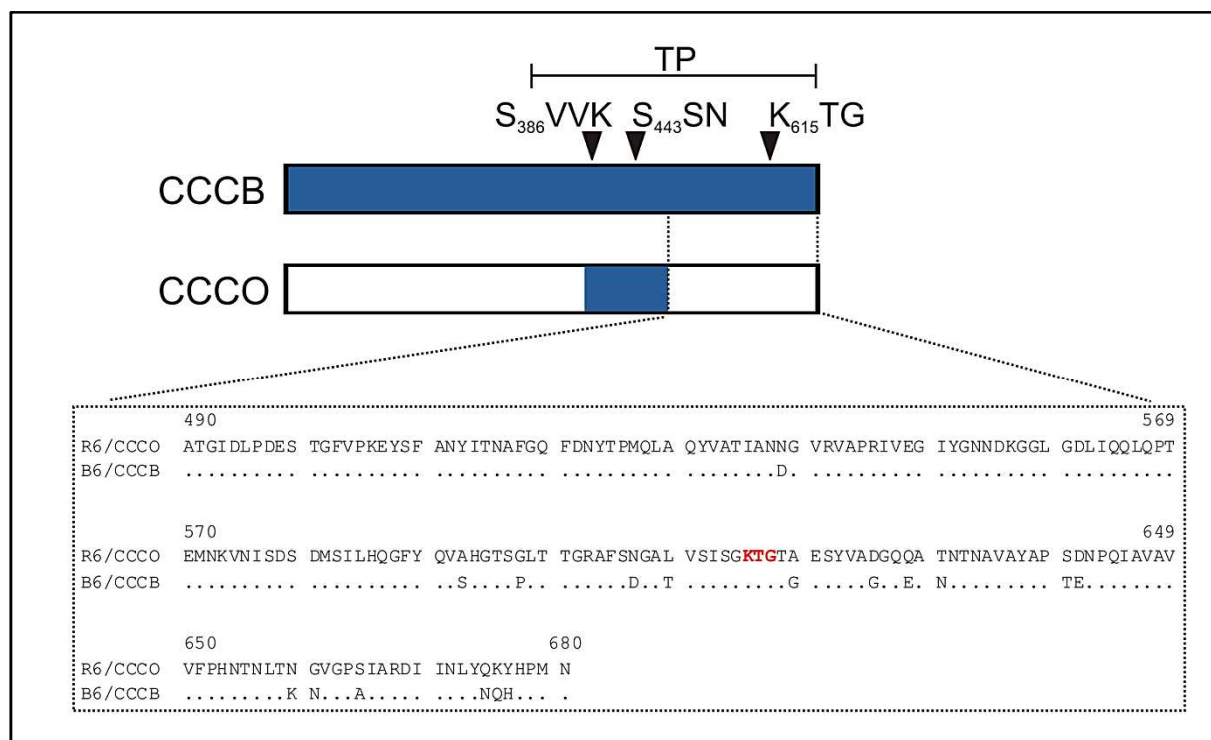 TP
S386VVK S443SN K615TG
CCCB
CCCO
490 569
R6/CCCO ATGIDLPDES TGFVPKEYSF ANYITNAFGQ FDNYTPMQLA QYVATIANNG VRVAPRIVEG IYGNNDKGGL GDLIQQLQPT
B6/CCCB .......... .......... .......... .......... ........D. .......... .......... ..........
570 649
R6/CCCO EMNKVNISDS DMSILHQGFY QVAHGTSGLT TGRAFSNGAL VSISGKTGTA ESYVADGQQA TNTNAVAYAP SDNPQIAVAV
B6/CCCB .......... .......... ...S...P.. ......D..T .........G ......G..E N......... TE........
650 680
R6/CCCO VFPHNTNLTN GVGPSIARDI INLYQKYHPM N
B6/CCCB .........K N...A..... ....NQH... .